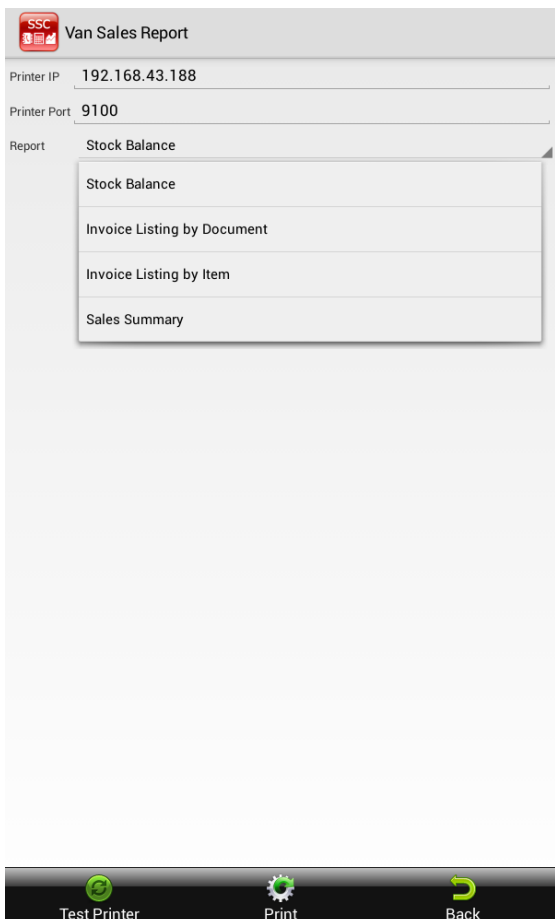 SSC
Van Sales Report
Printer IP 192.168.43.188
Printer Port 9100
Report Stock Balance
Stock Balance
Invoice Listing by Document
Invoice Listing by Item
Sales Summary
Test Printer Print Back